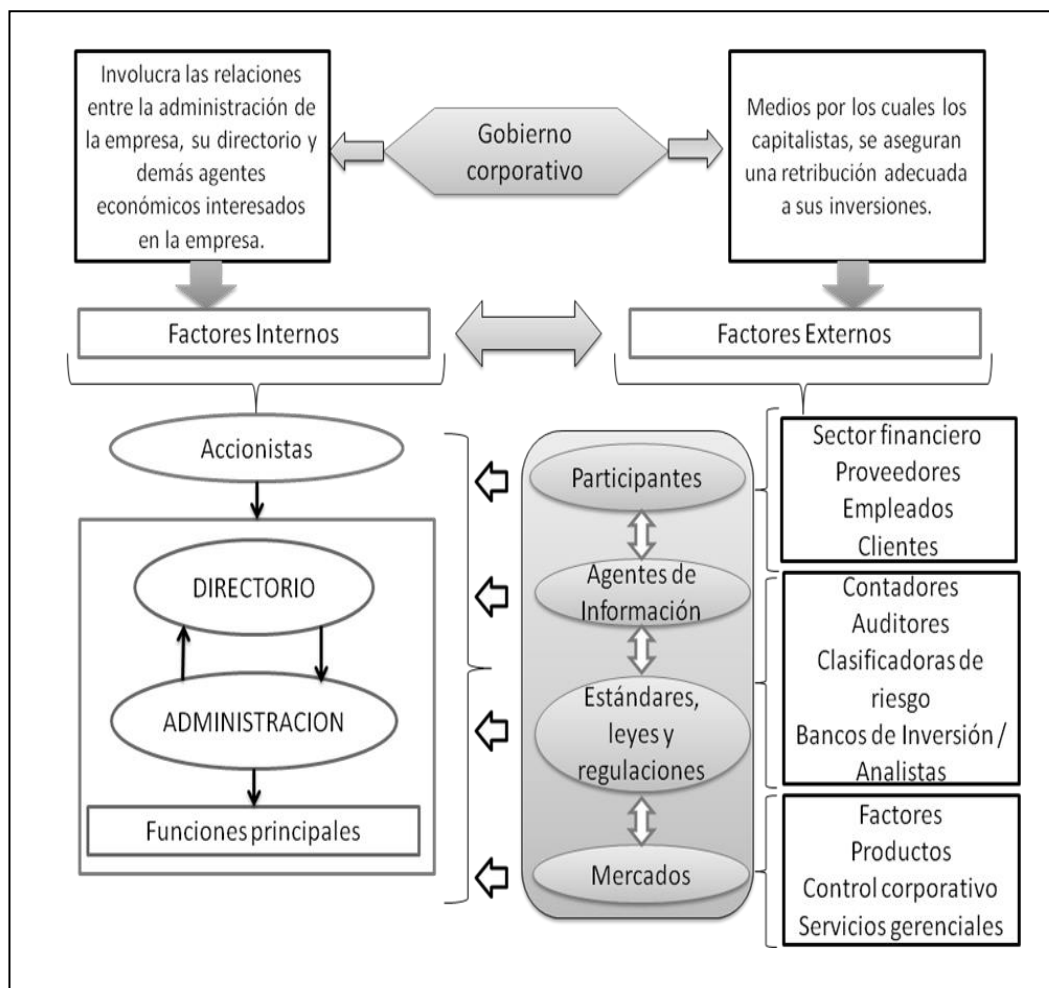 Involucra las relaciones
entre la administración de
la empresa, su directorio y
demás agentes
económicos interesados
en la empresa.
Gobierno
corporativo
Medios por los cuales los
capitalistas, se aseguran
una retribución adecuada
a sus inversiones.
Factores Internos
Factores Externos
Accionistas
DIRECTORIO
ADMINISTRACION
Funciones principales
Participantes
Agentes de
Información
Estándares,
leyes y
regulaciones
Mercados
Sector financiero
Proveedores
Empleados
Clientes
Contadores
Auditores
Clasificadoras de
riesgo
Bancos de Inversión /
Analistas
Factores
Productos
Control corporativo
Servicios gerenciales